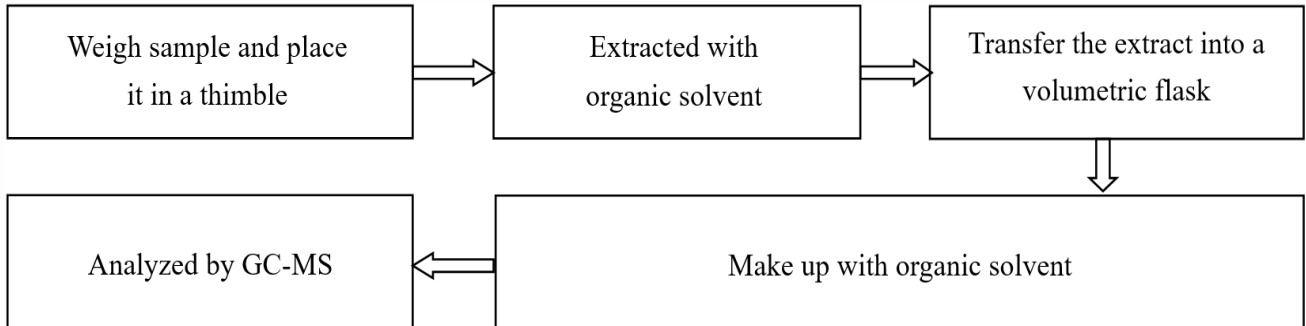 Weigh sample and place
it in a thimble
Extracted with
organic solvent
Transfer the extract into a
volumetric flask
Make up with organic solvent
Analyzed by GC-MS